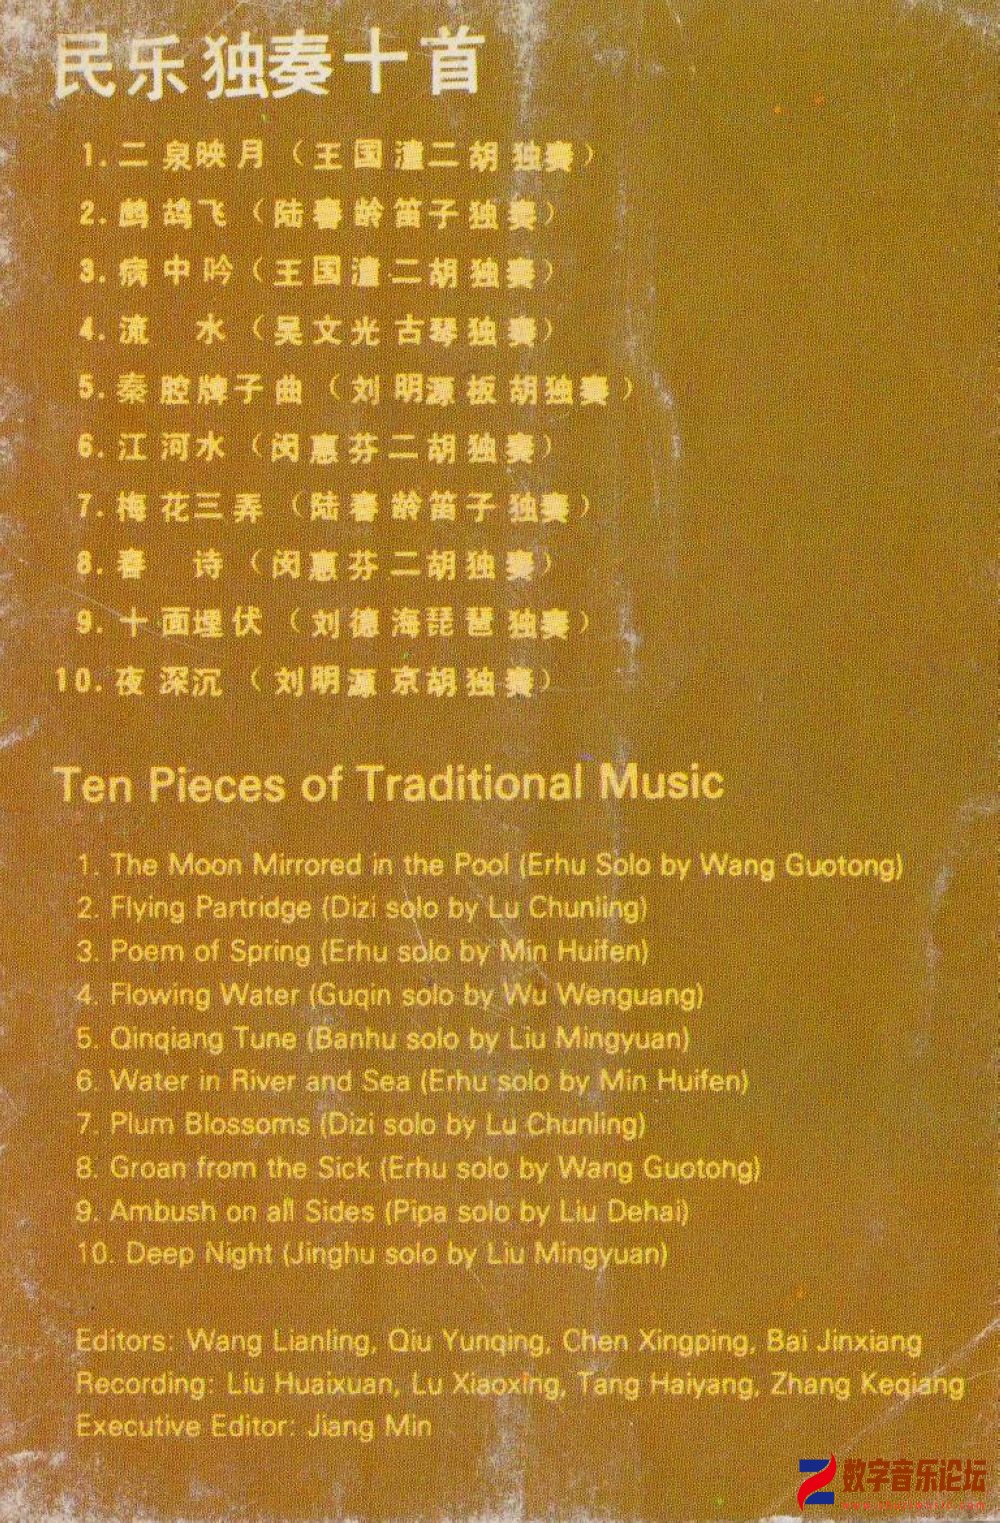 民乐独奏十首
1. 二泉映月（王国潼二胡独奏）
2. 鹧鸪飞（陆春龄笛子独奏）
3. 病中吟（王国潼二胡独奏）
4. 流 水（吴文光古琴独奏）
5. 秦腔牌子曲（刘明源板胡独奏）
6. 江河水（闵惠芬二胡独奏）
7. 梅花三弄（陆春龄笛子独奏）
8. 春 诗（闵惠芬二胡独奏）
9. 十面埋伏（刘德海琵琶独奏）
10. 夜深沉（刘明源京胡独奏）
Ten Pieces of Traditional Music
1. The Moon Mirrored in the Pool (Erhu Solo by Wang Guotong)
2. Flying Partridge (Dizi solo by Lu Chunling)
3. Poem of Spring (Erhu solo by Min Huifen)
4. Flowing Water (Guqin solo by Wu Wenguang)
5. Qinqiang Tune (Banhu solo by Liu Mingyuan)
6. Water in River and Sea (Erhu solo by Min Huifen)
7. Plum Blossoms (Dizi solo by Lu Chunling)
8. Groan from the Sick (Erhu solo by Wang Guotong)
9. Ambush on all Sides (Pipa solo by Liu Dehai)
10. Deep Night (Jinghu solo by Liu Mingyuan)
Editors: Wang Lianling, Qiu Yunqing, Chen Xingping, Bai Jinxiang
Recording: Liu Huaixuan, Lu Xiaoxing, Tang Haiyang, Zhang Keqiang
Executive Editor: Jiang Min
数字音乐论坛